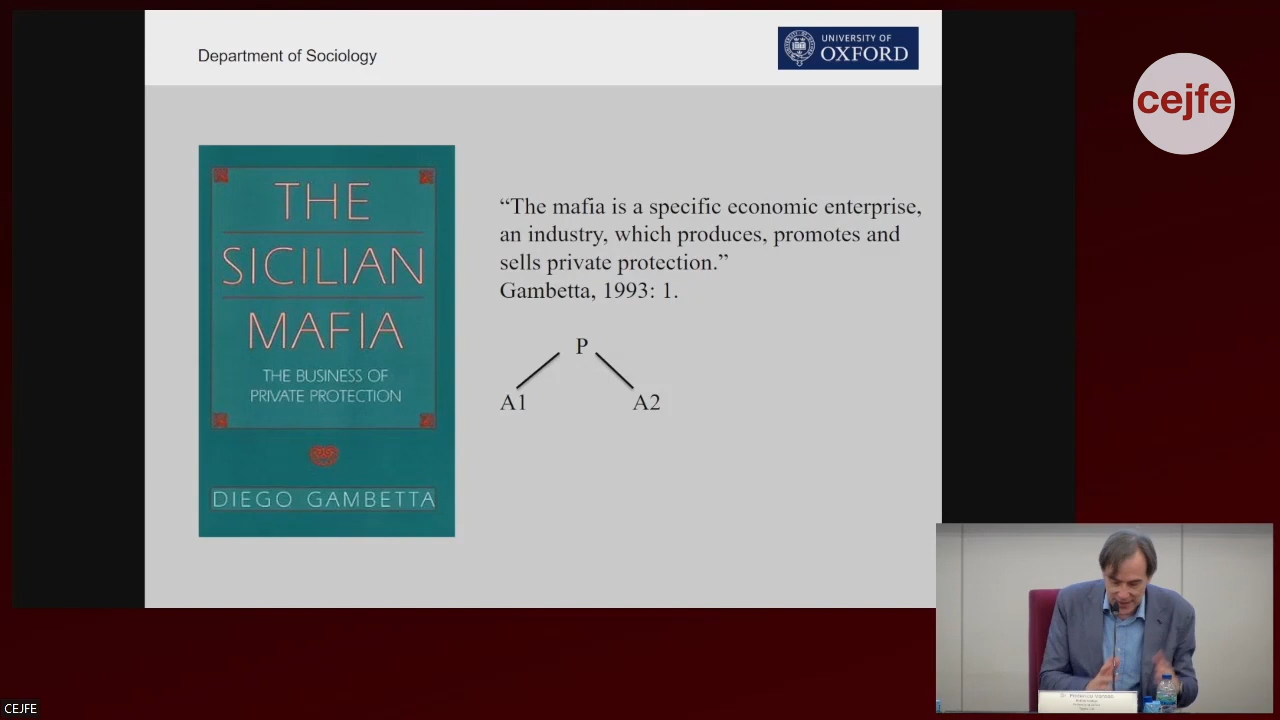 Department of Sociology
UNIVERSITY OF
OXFORD
cejfe
THE
SICILIAN
MAFIA
THE BUSINESS OF
PRIVATE PROTECTION
DIEGO GAMBETTA
“The mafia is a specific economic enterprise,
an industry, which produces, promotes and
sells private protection.”
Gambetta, 1993: 1.
P
A1 A2
CEJFE